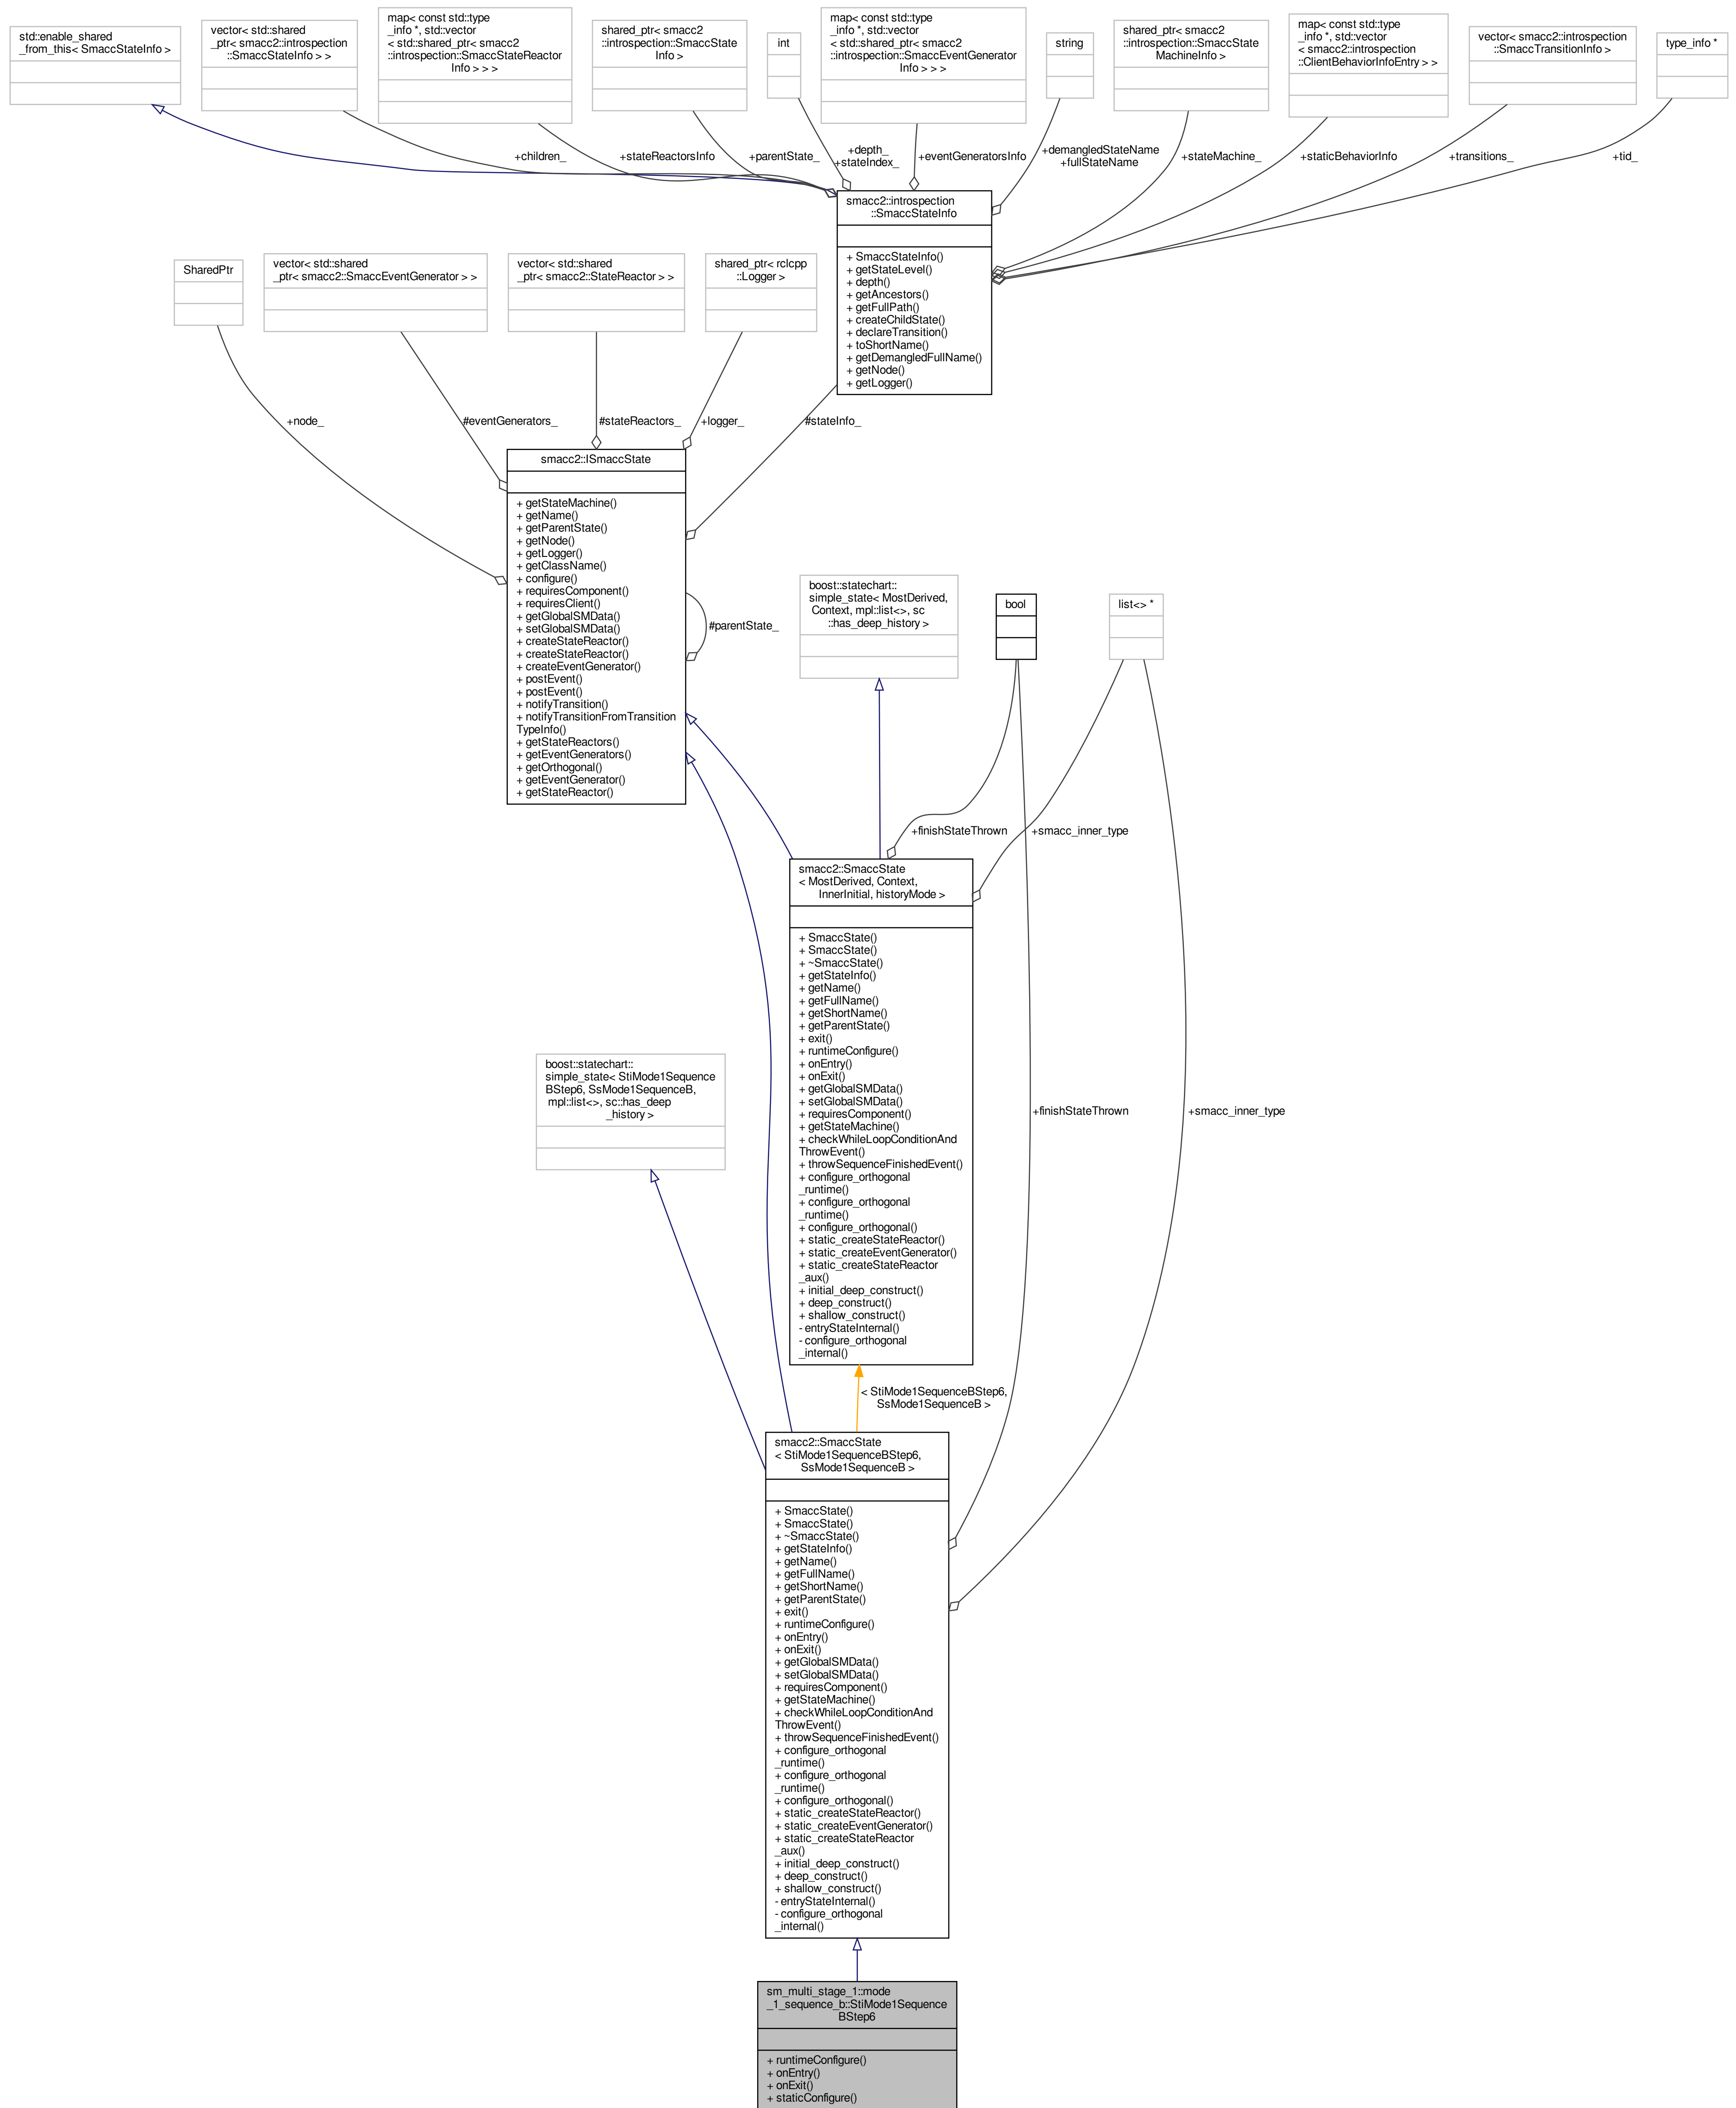 std::enable_shared
_from_this< SmaccStateInfo >
vector< std::shared
_ptr< smacc2::introspection
::SmaccStateInfo > >
map< const std::type
_info *, std::vector
< std::shared_ptr< smacc2
::introspection::SmaccStateReactor
Info > > >
shared_ptr< smacc2
::introspection::SmaccState
Info >
int
map< const std::type
_info *, std::vector
< std::shared_ptr< smacc2
::introspection::SmaccEventGenerator
Info > > >
string
shared_ptr< smacc2
::introspection::SmaccState
MachineInfo >
map< const std::type
_info *, std::vector
< smacc2::introspection
::ClientBehaviorInfoEntry > >
vector< smacc2::introspection
::SmaccTransitionInfo >
type_info *
+children_
+stateReactorsInfo
+parentState_
+depth_
+stateIndex_
+eventGeneratorsInfo
+demangledStateName
+fullStateName
+stateMachine_
+staticBehaviorInfo
+transitions_
+tid_
smacc2::introspection
::SmaccStateInfo
+ SmaccStateInfo()
+ getStateLevel()
+ depth()
+ getAncestors()
+ getFullPath()
+ createChildState()
+ declareTransition()
+ toShortName()
+ getDemangledFullName()
+ getNode()
+ getLogger()
SharedPtr
vector< std::shared
_ptr< smacc2::SmaccEventGenerator > >
vector< std::shared
_ptr< smacc2::StateReactor > >
shared_ptr< rclcpp
::Logger >
+node_
#eventGenerators_
#stateReactors_
+logger_
#stateInfo_
smacc2::ISmaccState
+ getStateMachine()
+ getName()
+ getParentState()
+ getNode()
+ getLogger()
+ getClassName()
+ configure()
+ requiresComponent()
+ requiresClient()
+ getGlobalSMData()
+ setGlobalSMData()
+ createStateReactor()
+ createStateReactor()
+ createEventGenerator()
+ postEvent()
+ postEvent()
+ notifyTransition()
+ notifyTransitionFromTransition
TypeInfo()
+ getStateReactors()
+ getEventGenerators()
+ getOrthogonal()
+ getEventGenerator()
+ getStateReactor()
#parentState_
boost::statechart::
simple_state< MostDerived,
Context, mpl::list<>, sc
::has_deep_history >
bool
list<> *
+finishStateThrown
+smacc_inner_type
smacc2::SmaccState
< MostDerived, Context,
InnerInitial, historyMode >
+ SmaccState()
+ SmaccState()
+ ~SmaccState()
+ getStateInfo()
+ getName()
+ getFullName()
+ getShortName()
+ getParentState()
+ exit()
+ runtimeConfigure()
+ onEntry()
+ onExit()
+ getGlobalSMData()
+ setGlobalSMData()
+ requiresComponent()
+ getStateMachine()
+ checkWhileLoopConditionAnd
ThrowEvent()
+ throwSequenceFinishedEvent()
+ configure_orthogonal
_runtime()
+ configure_orthogonal
_runtime()
+ configure_orthogonal()
+ static_createStateReactor()
+ static_createEventGenerator()
+ static_createStateReactor
_aux()
+ initial_deep_construct()
+ deep_construct()
+ shallow_construct()
- entryStateInternal()
- configure_orthogonal
_internal()
boost::statechart::
simple_state< StiMode1Sequence
BStep6, SsMode1SequenceB,
mpl::list<>, sc::has_deep
_history >
+finishStateThrown
+smacc_inner_type
< StiMode1SequenceBStep6,
SsMode1SequenceB >
smacc2::SmaccState
< StiMode1SequenceBStep6,
SsMode1SequenceB >
+ SmaccState()
+ SmaccState()
+ ~SmaccState()
+ getStateInfo()
+ getName()
+ getFullName()
+ getShortName()
+ getParentState()
+ exit()
+ runtimeConfigure()
+ onEntry()
+ onExit()
+ getGlobalSMData()
+ setGlobalSMData()
+ requiresComponent()
+ getStateMachine()
+ checkWhileLoopConditionAnd
ThrowEvent()
+ throwSequenceFinishedEvent()
+ configure_orthogonal
_runtime()
+ configure_orthogonal
_runtime()
+ configure_orthogonal()
+ static_createStateReactor()
+ static_createEventGenerator()
+ static_createStateReactor
_aux()
+ initial_deep_construct()
+ deep_construct()
+ shallow_construct()
- entryStateInternal()
- configure_orthogonal
_internal()
sm_multi_stage_1::mode
_1_sequence_b::StiMode1Sequence
BStep6
+ runtimeConfigure()
+ onEntry()
+ onExit()
+ staticConfigure()